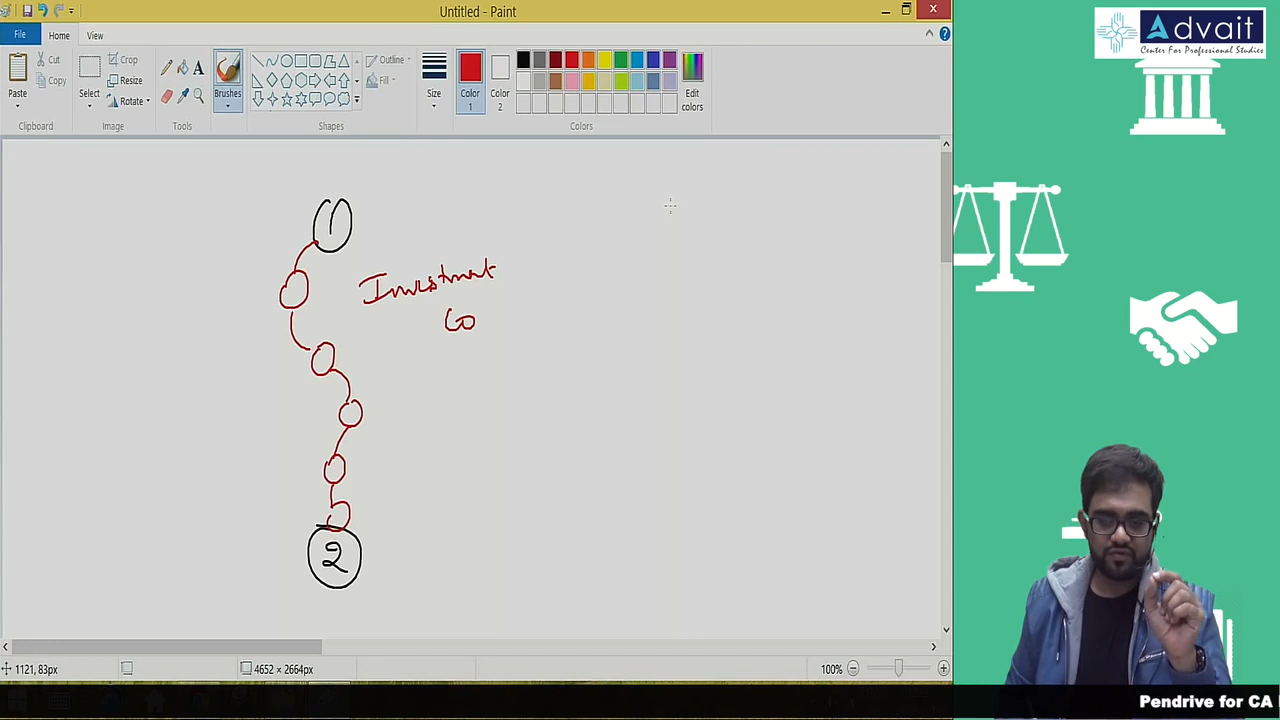 Untitled - Paint
File
Home
View
Cut
Copy
Paste
Clipboard
Crop
Resize
Rotate
Select
Image
A
Tools
Brushes
Outline
Fill
Shapes
Size
Color
1
Color
2
Edit
colors
Colors
1
Investment
Co
2
1121, 83px
4652 × 2664px
100%
Advait
Center For Professional Studies
Pendrive for CA